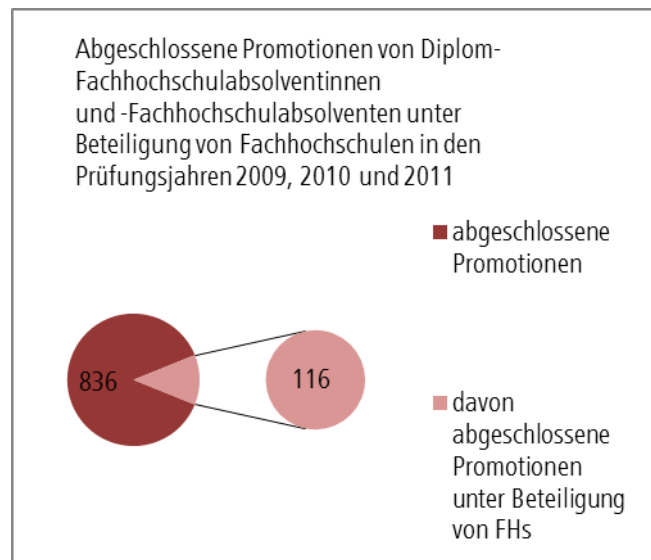 Abgeschlossene Promotionen von Diplom-
Fachhochschulabsolventinnen
und -Fachhochschulabsolventen unter
Beteiligung von Fachhochschulen in den
Prüfungsjahren 2009, 2010 und 2011
abgeschlossene
Promotionen
836
116
davon
abgeschlossene
Promotionen
unter Beteiligung
von FHs